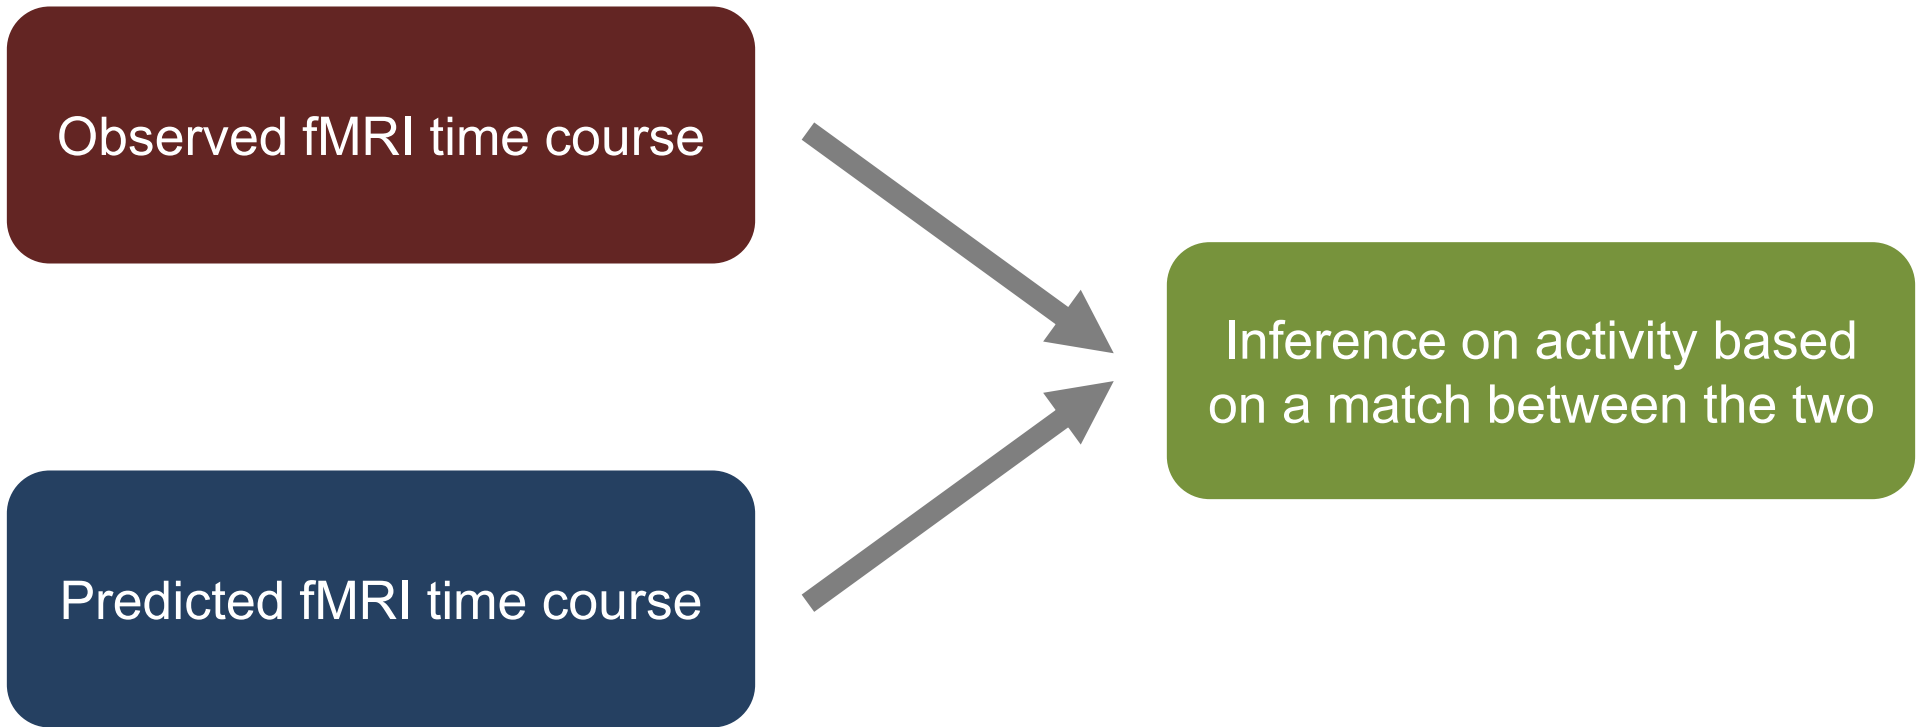 Observed fMRI time course
Inference on activity based
on a match between the two
Predicted fMRI time course